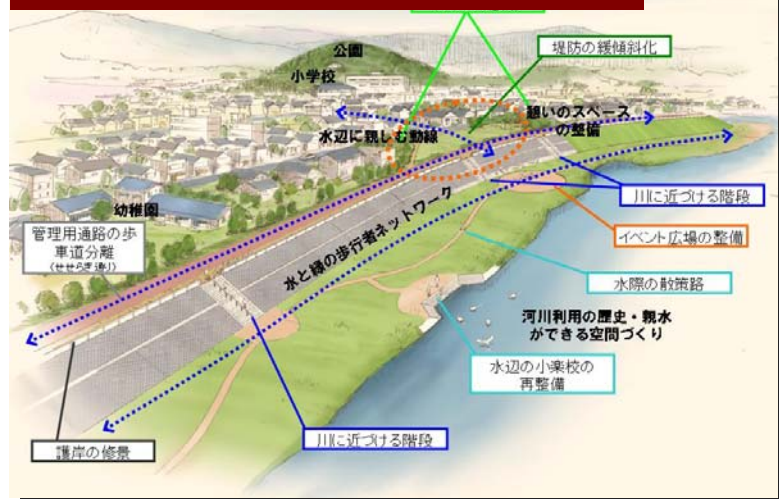 堤防の緩傾斜化
公園
小学校
憩いのスペース
の整備
水辺に親しむ動線
川に近づける階段
幼稚園
管理用通路の歩
車道分離
(せせらぎ通り)
イベント広場の整備
水と緑の歩行者ネットワーク
水際の散策路
河川利用の歴史・親水
ができる空間づくり
水辺の小楽校の
再整備
川に近づける階段
護岸の修景